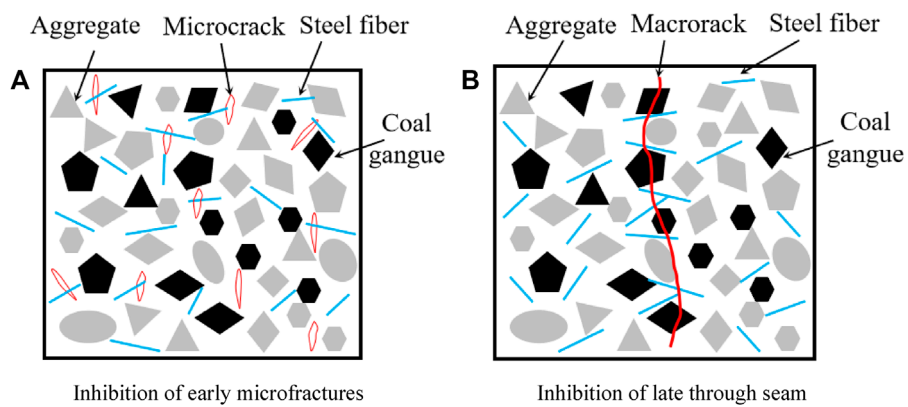 Aggregate Microcrack Steel fiber
A
Coal
gangue
Inhibition of early microfractures
Aggregate Macrorack Steel fiber
B
Coal
gangue
Inhibition of late through seam